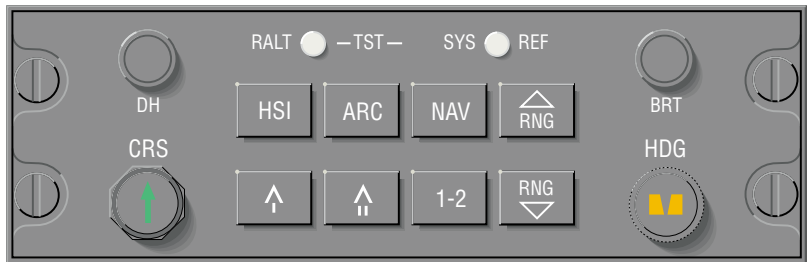 RALT –TST– SYS REF
DH
BRT
HSI ARC NAV RNG
CRS
HDG
1-2 RNG